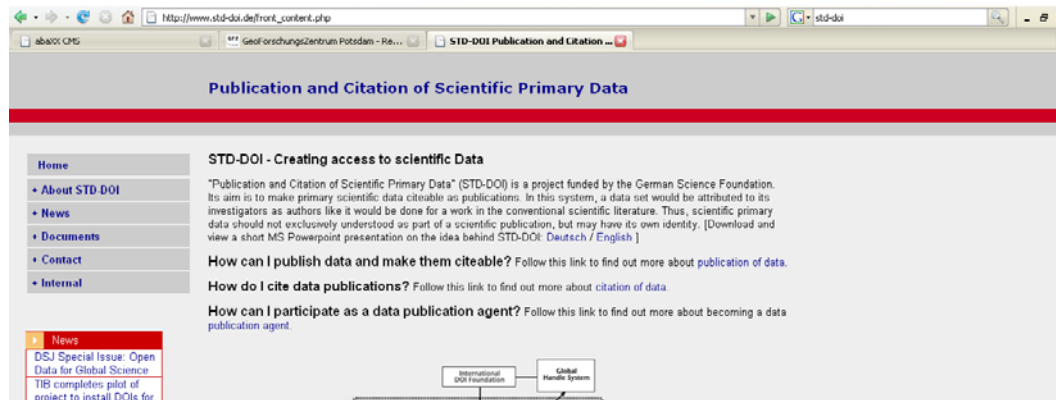 http://www.std-doi.de/front_content.php
std-doi
abaXX CMS
GeoForschungsZentrum Potsdam - Re...
STD-DOI Publication and Citation ...
Publication and Citation of Scientific Primary Data
Home
+ About STD-DOI
+ News
+ Documents
+ Contact
+ Internal
STD-DOI - Creating access to scientific Data
"Publication and Citation of Scientific Primary Data" (STD-DOI) is a project funded by the German Science Foundation.
Its aim is to make primary scientific data citeable as publications. In this system, a data set would be attributed to its
investigators as authors like it would be done for a work in the conventional scientific literature. Thus, scientific primary
data should not exclusively understood as part of a scientific publication, but may have its own identity. [Download and
view a short MS Powerpoint presentation on the idea behind STD-DOI: Deutsch / English ]
How can I publish data and make them citeable? Follow this link to find out more about publication of data.
How do I cite data publications? Follow this link to find out more about citation of data.
How can I participate as a data publication agent? Follow this link to find out more about becoming a data
publication agent.
News
DSJ Special Issue: Open
Data for Global Science
TIB completes pilot of
project to install DOIs for
International
DOI Foundation
Global
Handle System